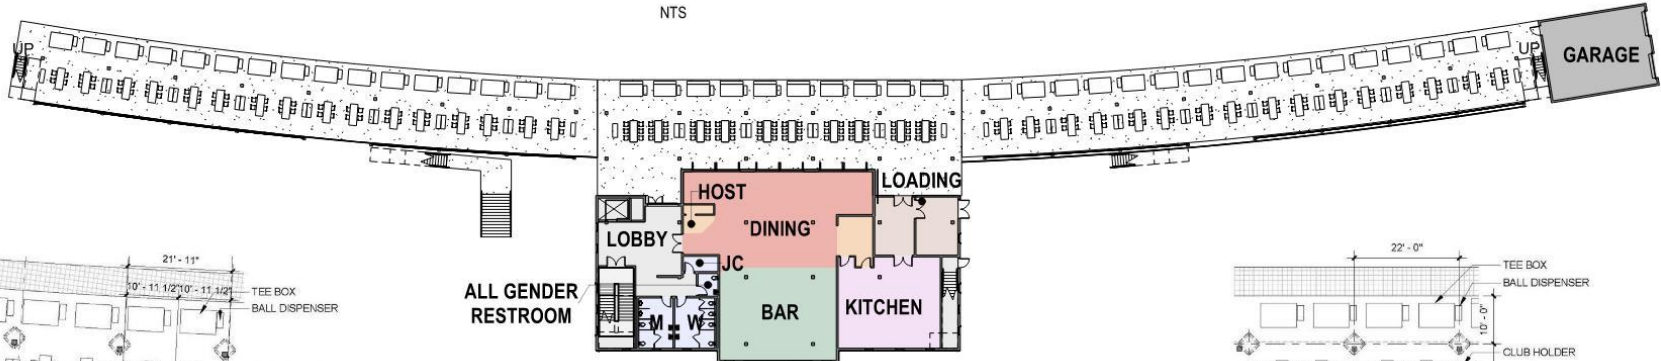 NTS
UP
UP
GARAGE
HOST
LOADING
DINING
LOBBY
JC
ALL GENDER
RESTROOM
M
W
BAR
KITCHEN
21' - 11"
10' - 11 1/2"
10' - 11 1/2"
TEE BOX
BALL DISPENSER
22' - 0"
TEE BOX
BALL DISPENSER
10' - 0"
CLUB HOLDER